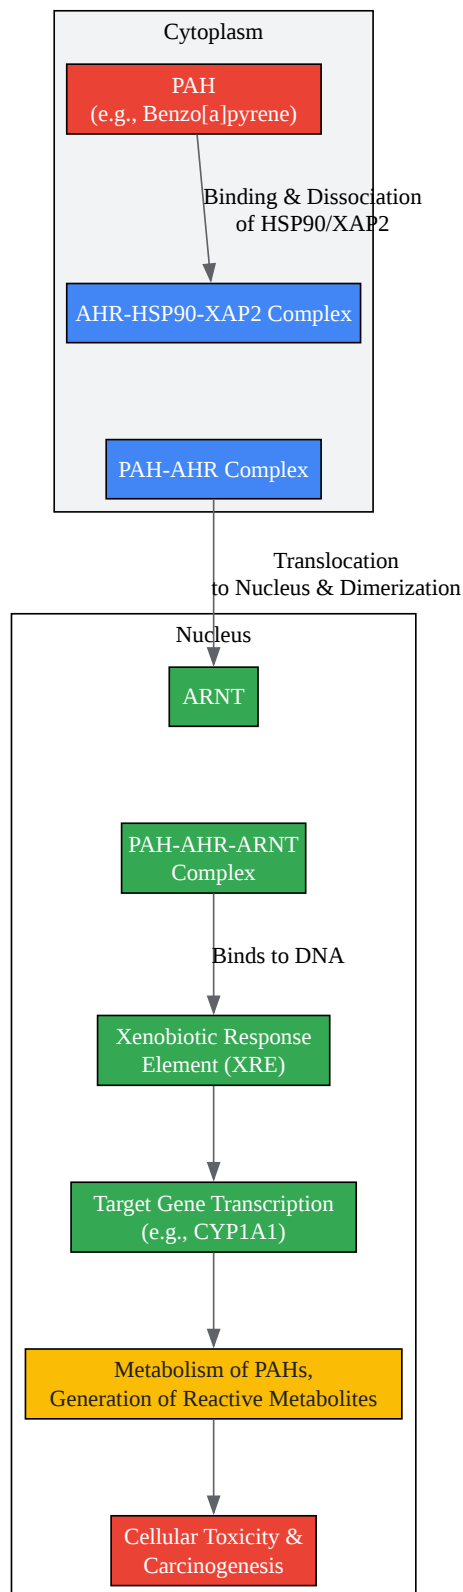 Cytoplasm
PAH
(e.g., Benzo[a]pyrene)
Binding & Dissociation
of HSP90/XAP2
AHR-HSP90-XAP2 Complex
PAH-AHR Complex
Translocation
to Nucleus & Dimerization
Nucleus
ARNT
PAH-AHR-ARNT
Complex
Binds to DNA
Xenobiotic Response
Element (XRE)
Target Gene Transcription
(e.g., CYP1A1)
Metabolism of PAHs,
Generation of Reactive Metabolites
Cellular Toxicity &
Carcinogenesis